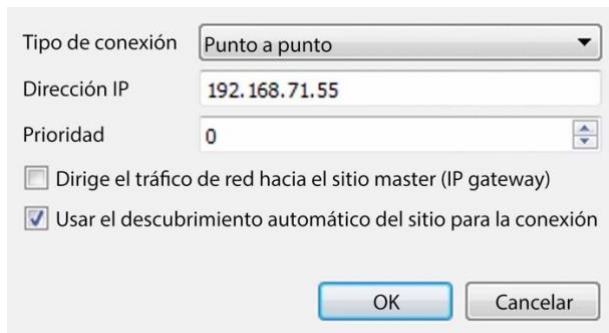 Tipo de conexión Punto a punto
Dirección IP 192.168.71.55
Prioridad 0
Dirige el tráfico de red hacia el sitio master (IP gateway)
Usar el descubrimiento automático del sitio para la conexión
OK Cancelar